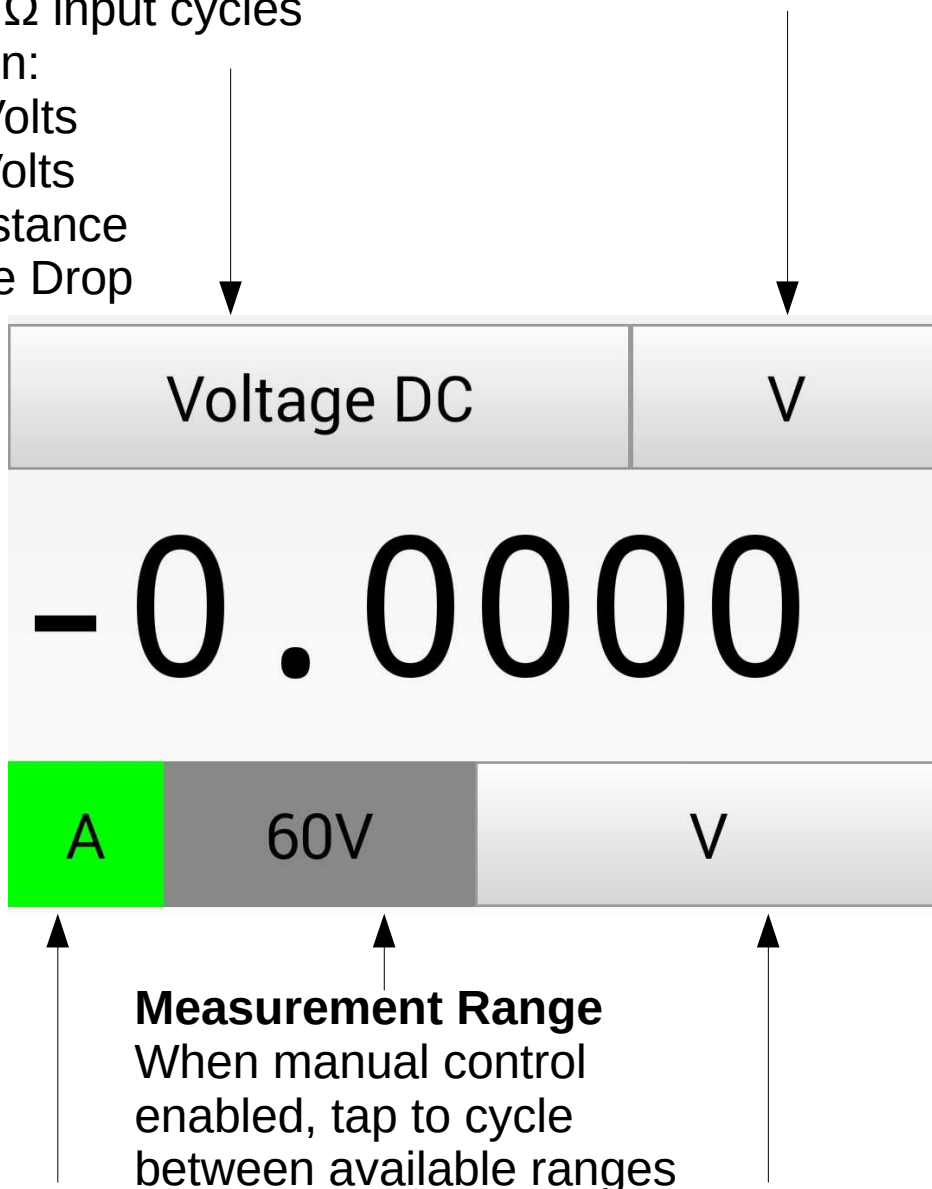 Ω input cycles
n:
Volts
Volts
stance
e Drop
Voltage DC V
-0.0000
A 60V V
Measurement Range
When manual control
enabled, tap to cycle
between available ranges